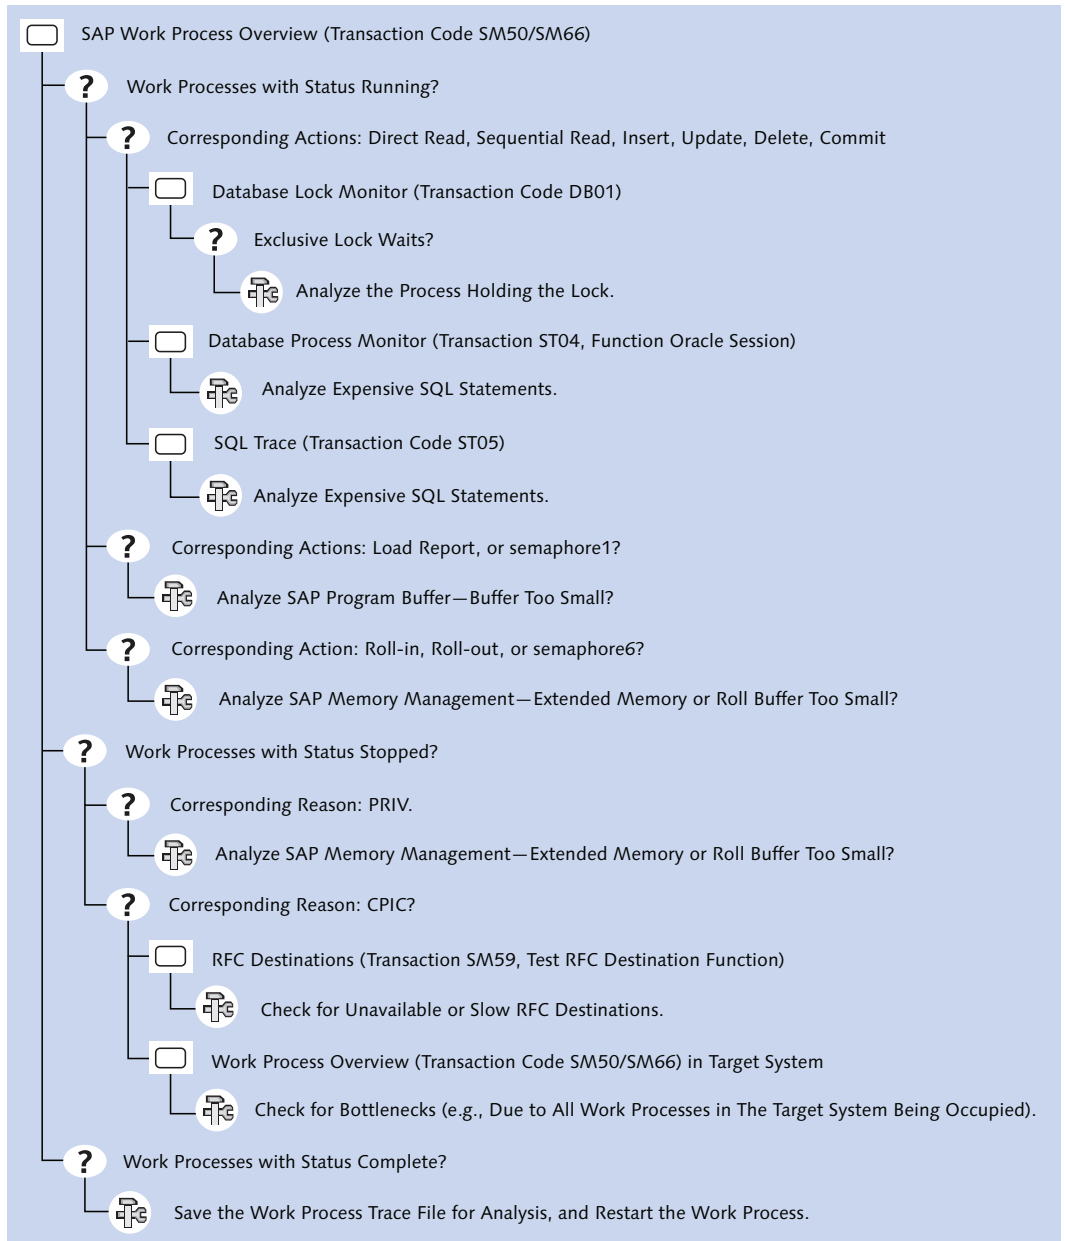 SAP Work Process Overview (Transaction Code SM50/SM66)
? Work Processes with Status Running?
? Corresponding Actions: Direct Read, Sequential Read, Insert, Update, Delete, Commit
Database Lock Monitor (Transaction Code DB01)
? Exclusive Lock Waits?
Analyze the Process Holding the Lock.
Database Process Monitor (Transaction ST04, Function Oracle Session)
Analyze Expensive SQL Statements.
SQL Trace (Transaction Code ST05)
Analyze Expensive SQL Statements.
? Corresponding Actions: Load Report, or semaphore1?
Analyze SAP Program Buffer—Buffer Too Small?
? Corresponding Action: Roll-in, Roll-out, or semaphore6?
Analyze SAP Memory Management—Extended Memory or Roll Buffer Too Small?
? Work Processes with Status Stopped?
? Corresponding Reason: PRIV.
Analyze SAP Memory Management—Extended Memory or Roll Buffer Too Small?
? Corresponding Reason: CPIC?
RFC Destinations (Transaction SM59, Test RFC Destination Function)
Check for Unavailable or Slow RFC Destinations.
Work Process Overview (Transaction Code SM50/SM66) in Target System
Check for Bottlenecks (e.g., Due to All Work Processes in The Target System Being Occupied).
? Work Processes with Status Complete?
Save the Work Process Trace File for Analysis, and Restart the Work Process.